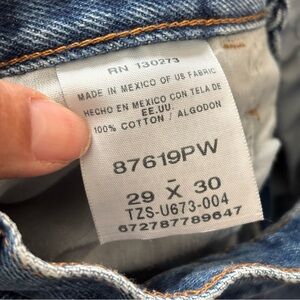 RN 130273
MADE IN MEXICO OF US FABRIC
HECHO EN MEXICO CON TELA DE
EE.UU.
100% COTTON / ALGODON
87619PW
-
29 X 30
TZS-U673-004
672787789647